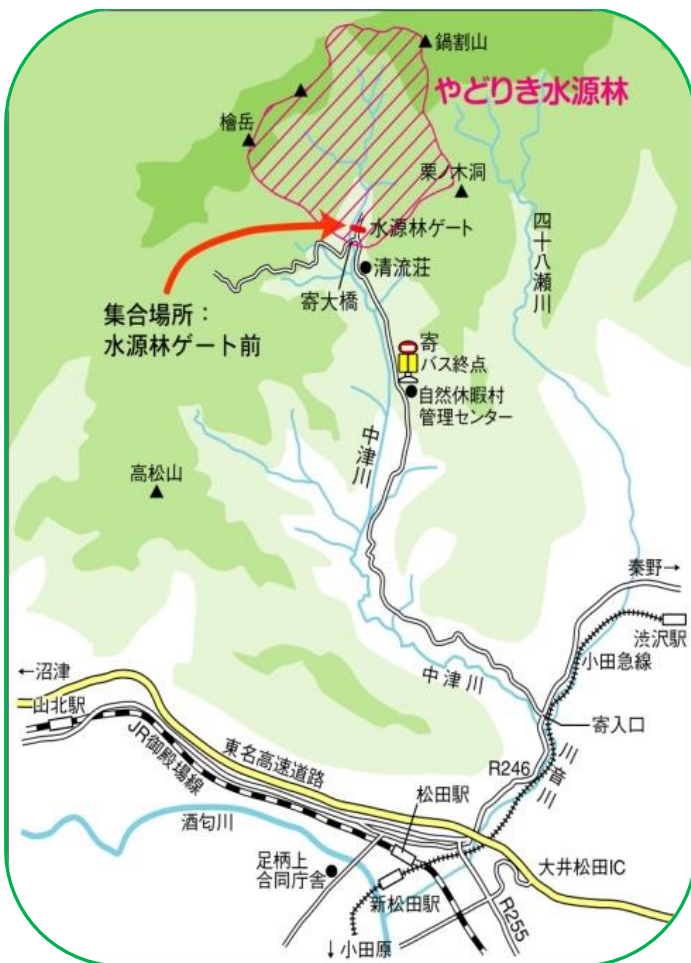 鍋割山
やどりき水源林
檜岳
栗ノ木洞
水源林ゲート
四十八瀬川
清流荘
寄大橋
集合場所：
水源林ゲート前
寄
バス終点
自然休暇村
管理センター
中津川
高松山
秦野→
渋沢駅
小田急線
←沼津
山北駅
中津川
寄入口
JR御殿場線
東名高速道路
R246
川音川
松田駅
酒匂川
足柄上
合同庁舎
大井松田IC
新松田駅
R255
↓小田原